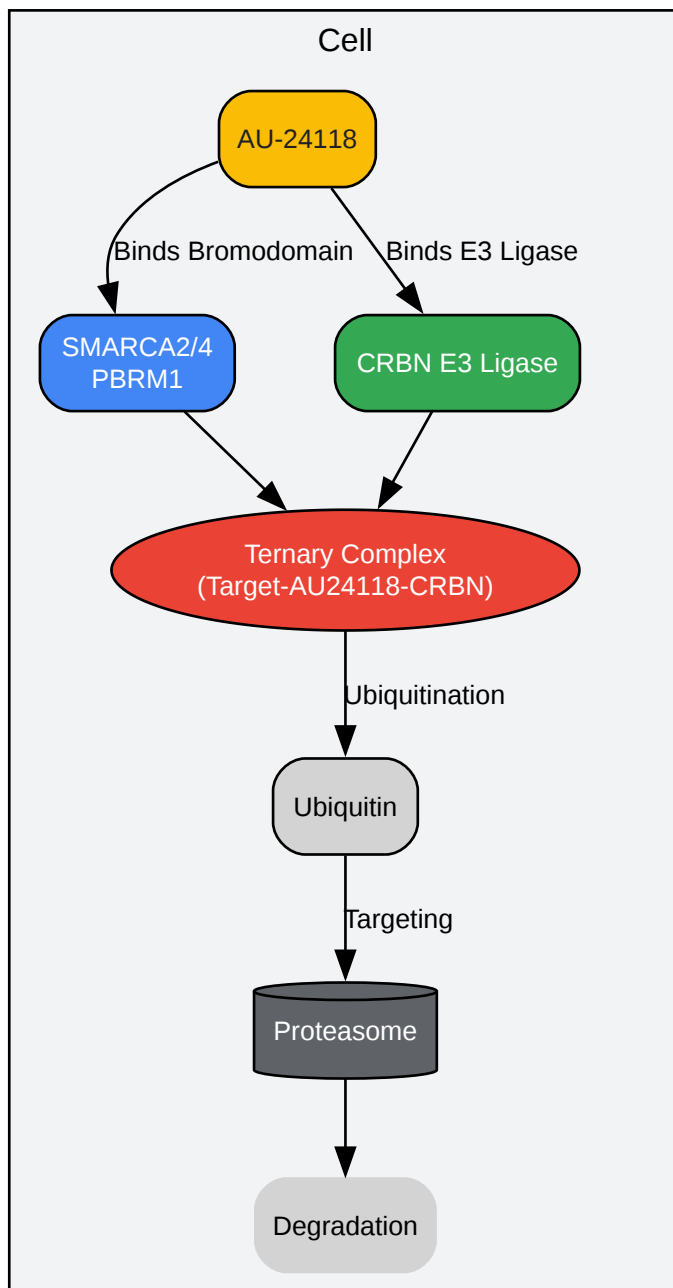 Cell
AU-24118
Binds Bromodomain
Binds E3 Ligase
SMARCA2/4
PBRM1
CRBN E3 Ligase
Ternary Complex
(Target-AU24118-CRBN)
Ubiquitination
Ubiquitin
Targeting
Proteasome
Degradation